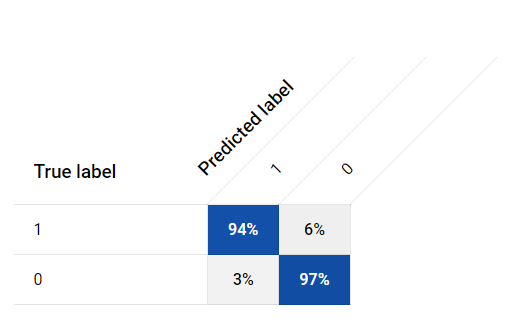 Predicted label
1 0
True label
1 94% 6%
0 3% 97%